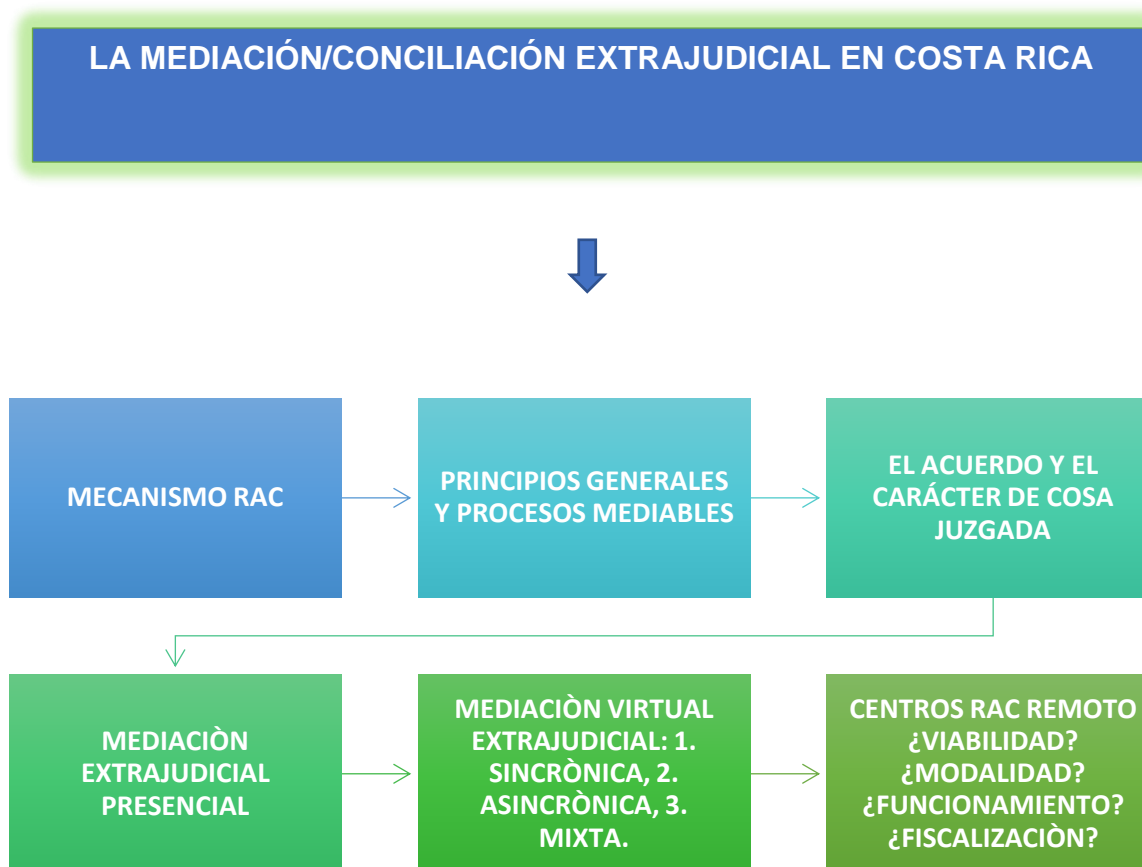 LA MEDIACIÓN/CONCILIACIÓN EXTRAJUDICIAL EN COSTA RICA
MECANISMO RAC
PRINCIPIOS GENERALES
Y PROCESOS MEDIABLES
EL ACUERDO Y EL
CARÁCTER DE COSA
JUZGADA
MEDIACIÒN
EXTRAJUDICIAL
PRESENCIAL
MEDIACIÒN VIRTUAL
EXTRAJUDICIAL: 1.
SINCRÒNICA, 2.
ASINCRÒNICA, 3.
MIXTA.
CENTROS RAC REMOTO
¿VIABILIDAD?
¿MODALIDAD?
¿FUNCIONAMIENTO?
¿FISCALIZACIÒN?